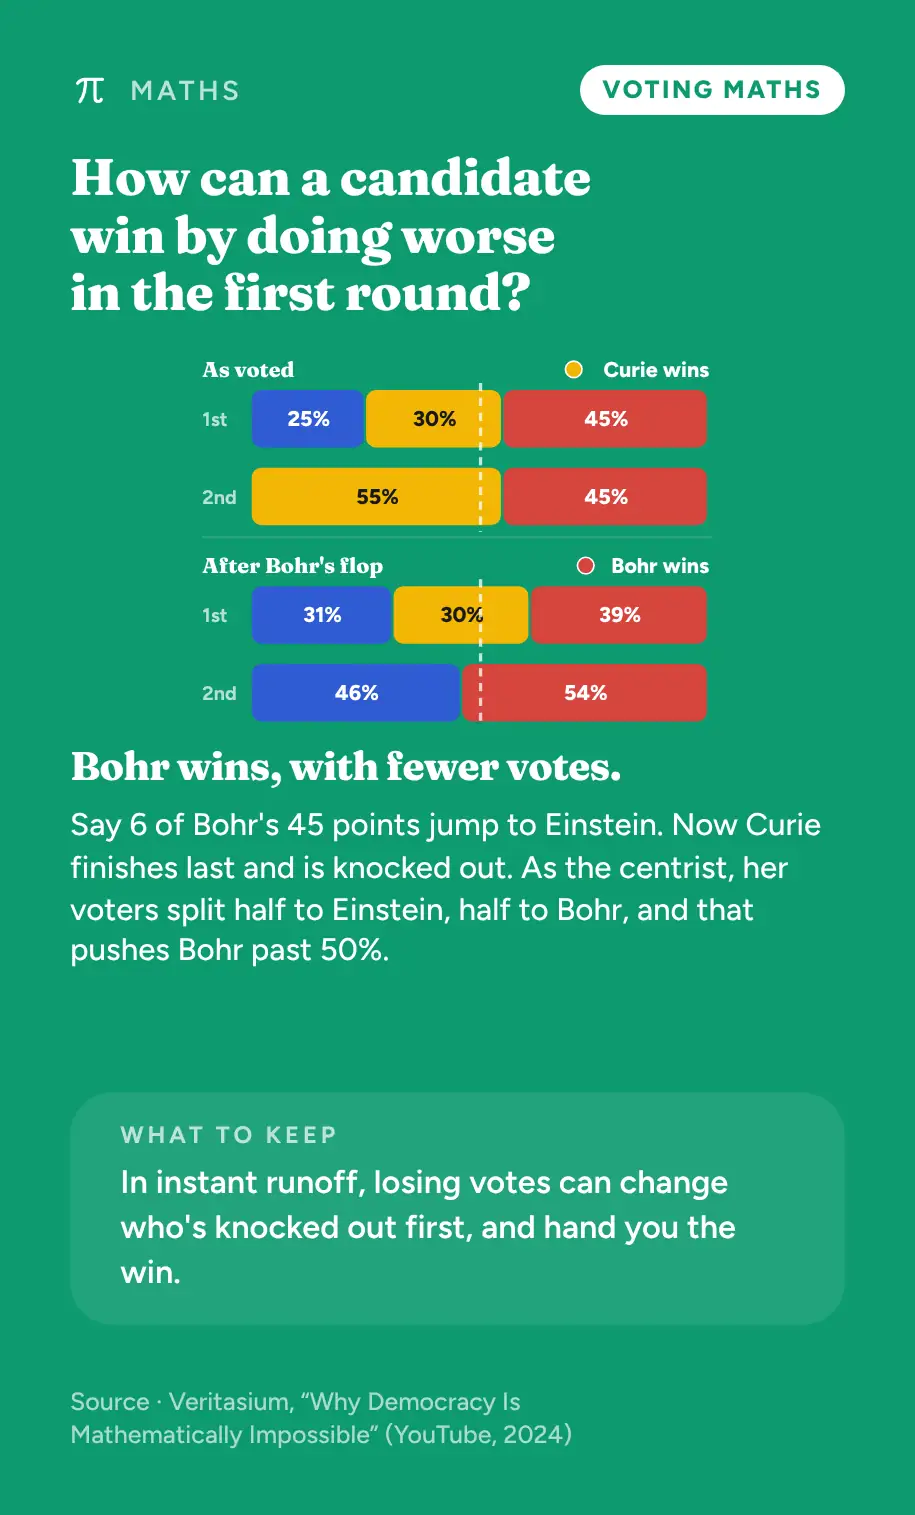 π MATHS
VOTING MATHS
How can a candidate
win by doing worse
in the first round?
As voted
Curie wins
1st 25% 30% 45%
2nd 55% 45%
After Bohr's flop
Bohr wins
1st 31% 30% 39%
2nd 46% 54%
Bohr wins, with fewer votes.
Say 6 of Bohr's 45 points jump to Einstein. Now Curie
finishes last and is knocked out. As the centrist, her
voters split half to Einstein, half to Bohr, and that
pushes Bohr past 50%.
WHAT TO KEEP
In instant runoff, losing votes can change
who's knocked out first, and hand you the
win.
Source · Veritasium, “Why Democracy Is
Mathematically Impossible” (YouTube, 2024)